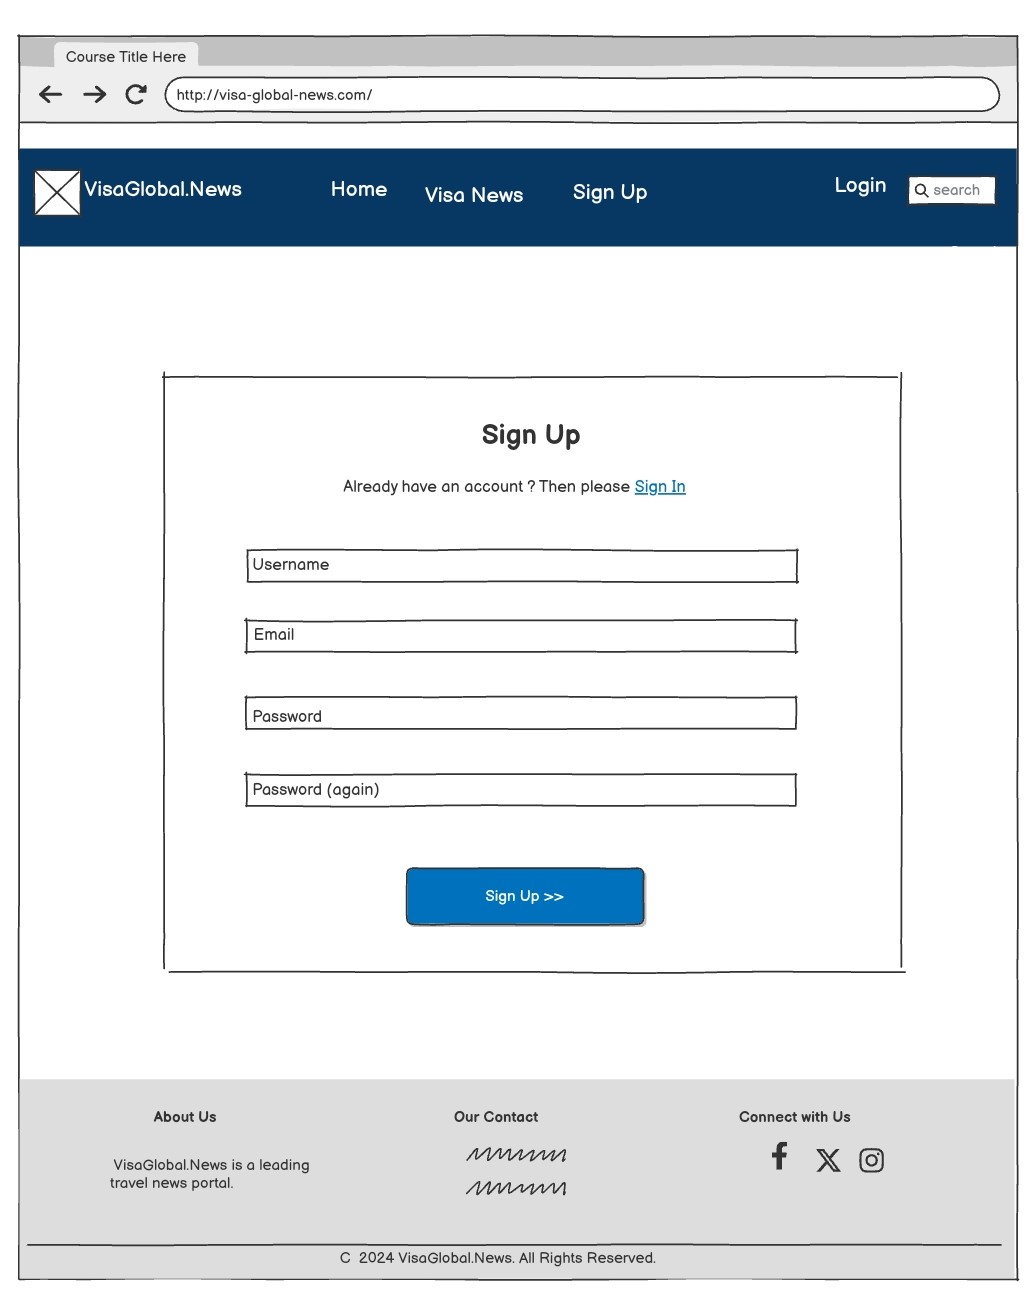 Course Title Here
http://visa-global-news.com/
VisaGlobal.News Home Visa News Sign Up Login search
Sign Up
Already have an account ? Then please Sign In
Username
Email
Password
Password (again)
Sign Up >>
About Us
VisaGlobal.News is a leading
travel news portal.
Our Contact
Connect with Us
C 2024 VisaGlobal.News. All Rights Reserved.